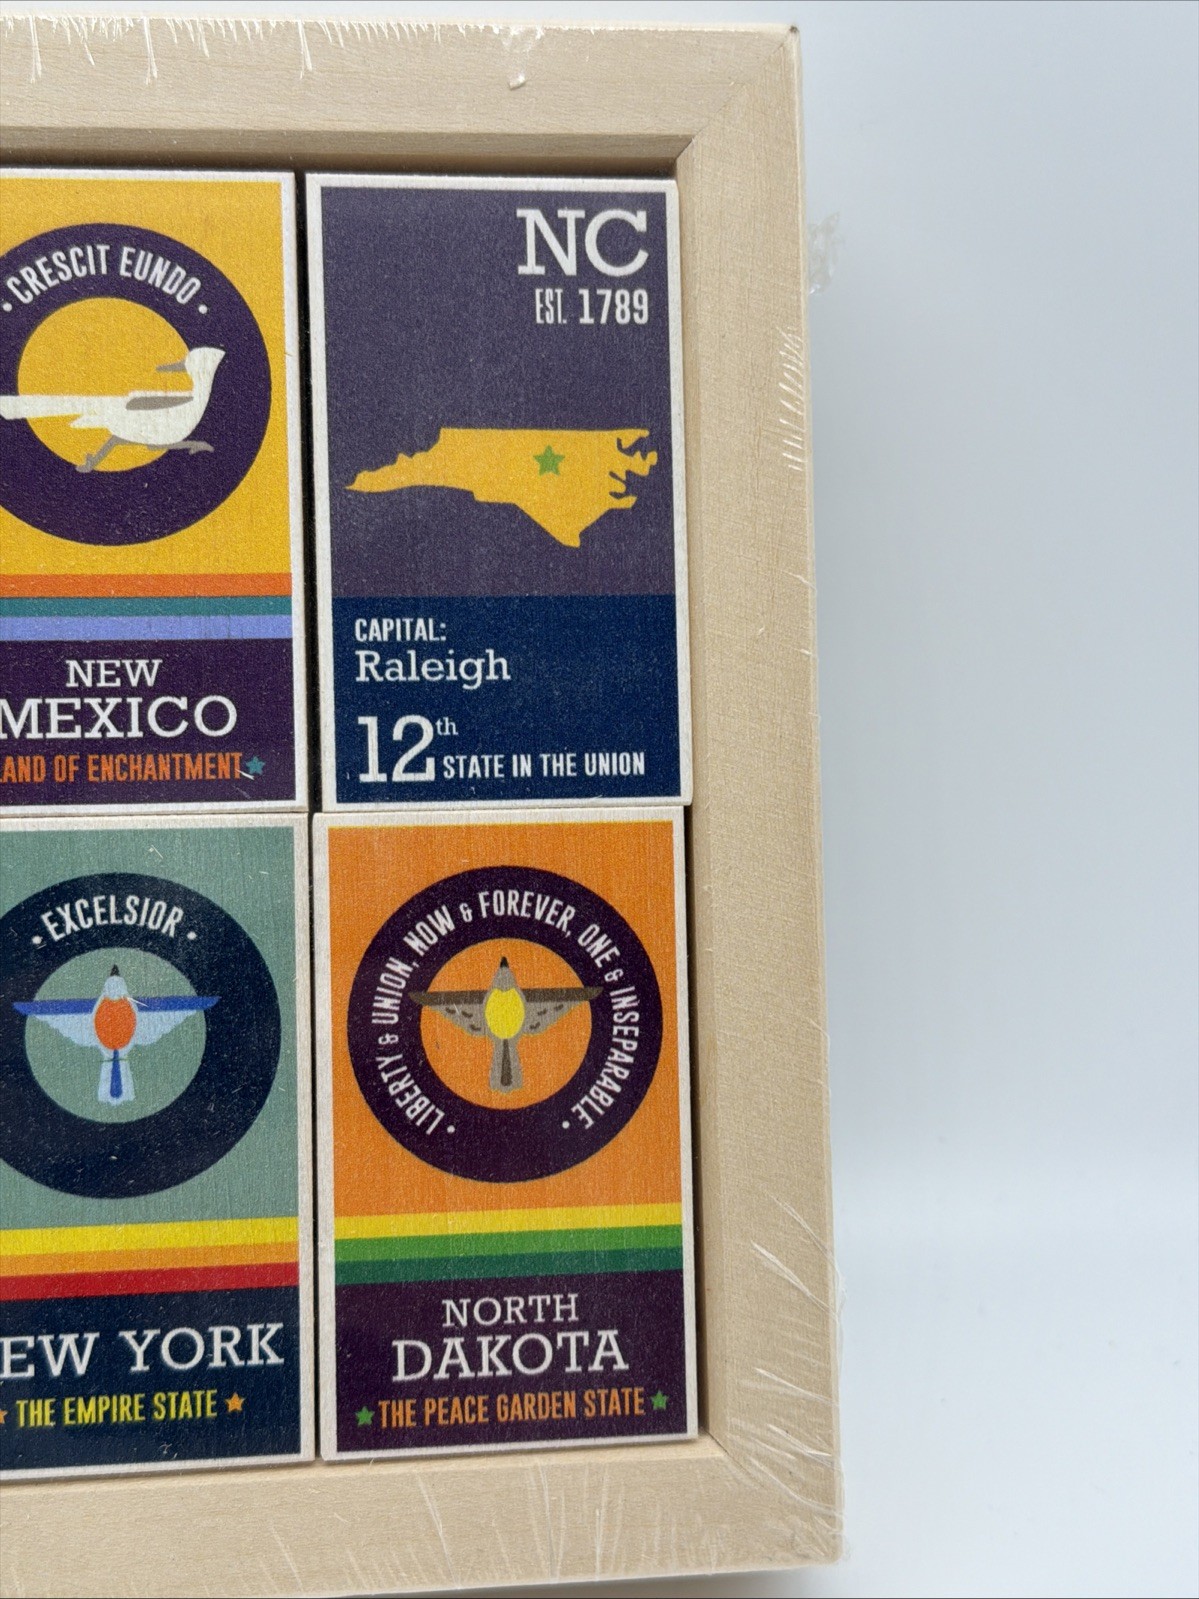 CRESCIT EUNDO
NEW
MEXICO
LAND OF ENCHANTMENT
NC
EST. 1789
CAPITAL:
Raleigh
12th
STATE IN THE UNION
EXCELSIOR
EW YORK
THE EMPIRE STATE
LIBERTY & UNION, NOW & FOREVER, ONE & INSEPARABLE
NORTH
DAKOTA
THE PEACE GARDEN STATE